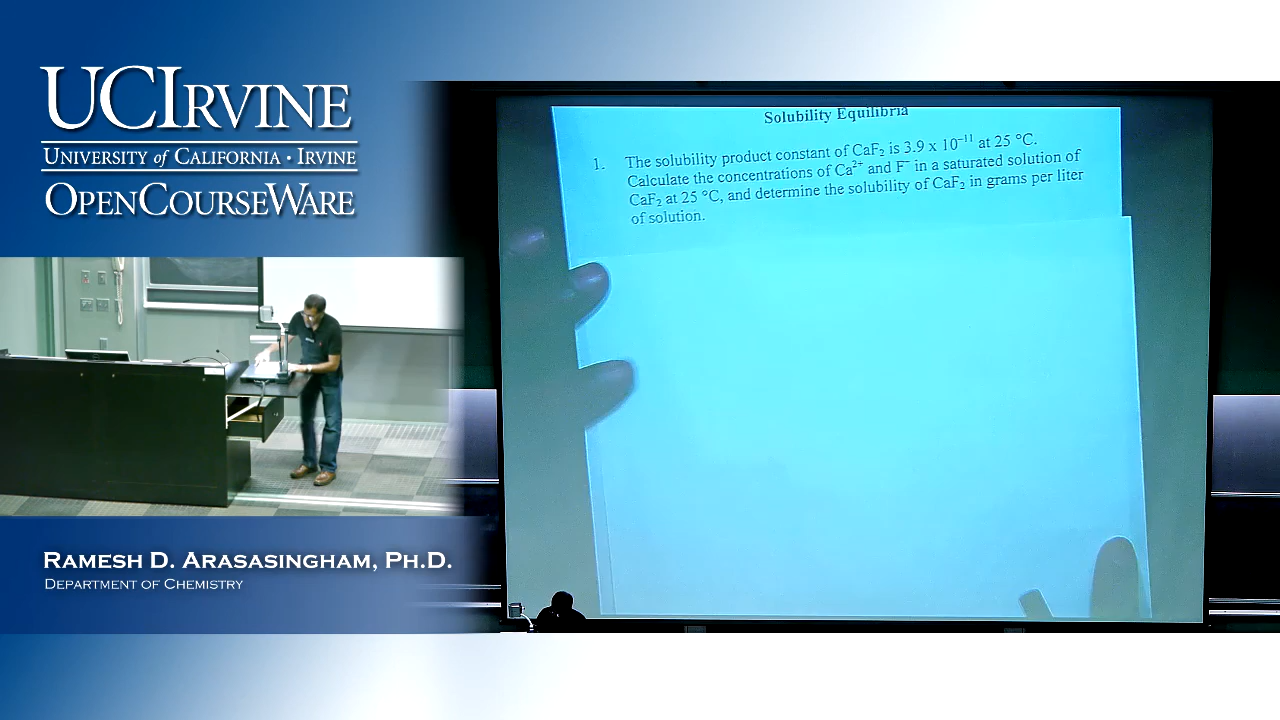 UCIRVINE
UNIVERSITY of CALIFORNIA · IRVINE
OPENCOURSEWARE
RAMESH D. ARASASINGHAM, PH.D.
DEPARTMENT OF CHEMISTRY
Solubility Equilibria
1. The solubility product constant of CaF₂ is 3.9 x 10⁻¹¹ at 25 °C.
Calculate the concentrations of Ca²⁺ and F⁻ in a saturated solution of
CaF₂ at 25 °C, and determine the solubility of CaF₂ in grams per liter
of solution.